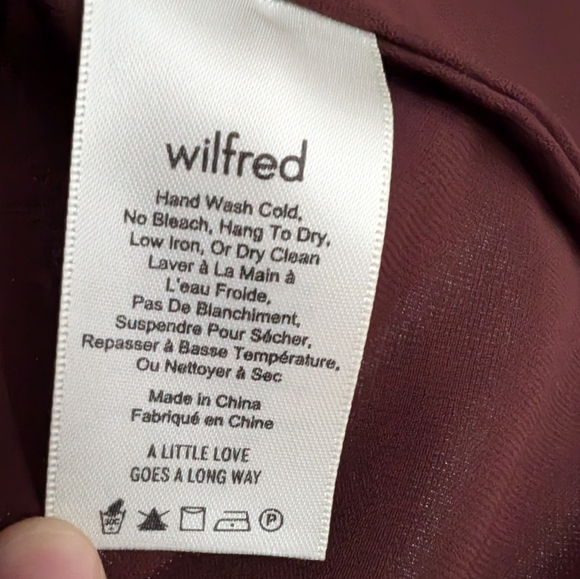 wilfred
Hand Wash Cold,
No Bleach, Hang To Dry,
Low Iron, Or Dry Clean
Laver à La Main à
L'eau Froide,
Pas De Blanchiment,
Suspendre Pour Sécher,
Repasser à Basse Température,
Ou Nettoyer à Sec
Made in China
Fabriqué en Chine
A LITTLE LOVE
GOES A LONG WAY
P